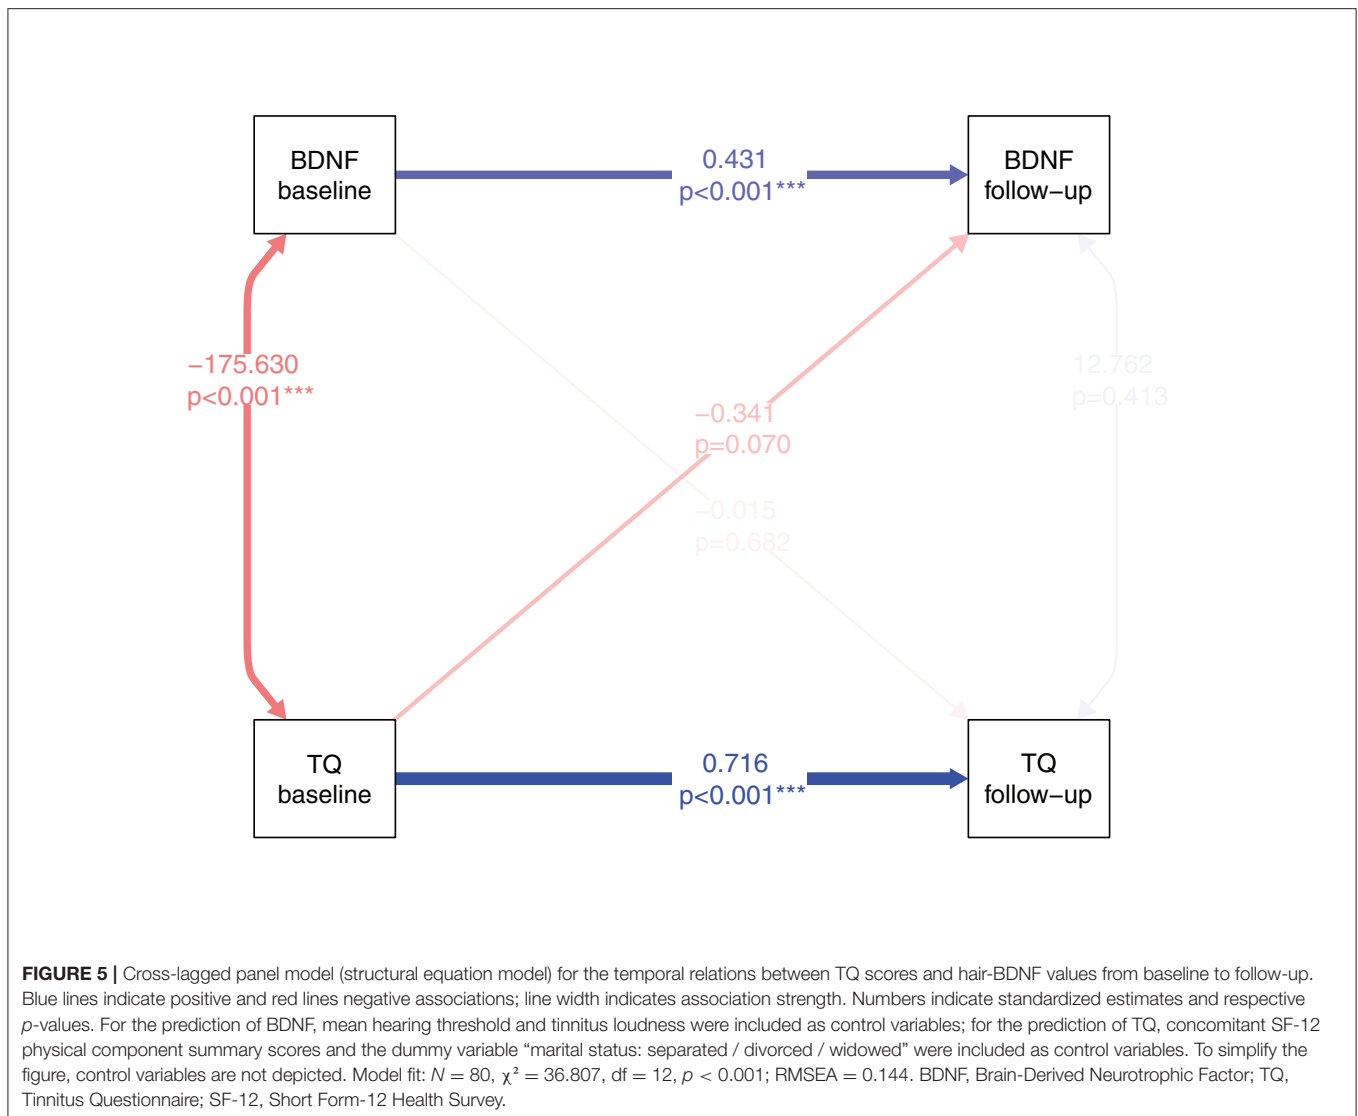 BDNF
baseline
0.431
p<0.001***
BDNF
follow−up
−175.630
p<0.001***
12.762
p=0.413
−0.341
p=0.070
−0.015
p=0.682
TQ
baseline
0.716
p<0.001***
TQ
follow−up
FIGURE 5 | Cross-lagged panel model (structural equation model) for the temporal relations between TQ scores and hair-BDNF values from baseline to follow-up.
Blue lines indicate positive and red lines negative associations; line width indicates association strength. Numbers indicate standardized estimates and respective
p-values. For the prediction of BDNF, mean hearing threshold and tinnitus loudness were included as control variables; for the prediction of TQ, concomitant SF-12
physical component summary scores and the dummy variable “marital status: separated / divorced / widowed” were included as control variables. To simplify the
figure, control variables are not depicted. Model fit: N = 80, χ² = 36.807, df = 12, p < 0.001; RMSEA = 0.144. BDNF, Brain-Derived Neurotrophic Factor; TQ,
Tinnitus Questionnaire; SF-12, Short Form-12 Health Survey.